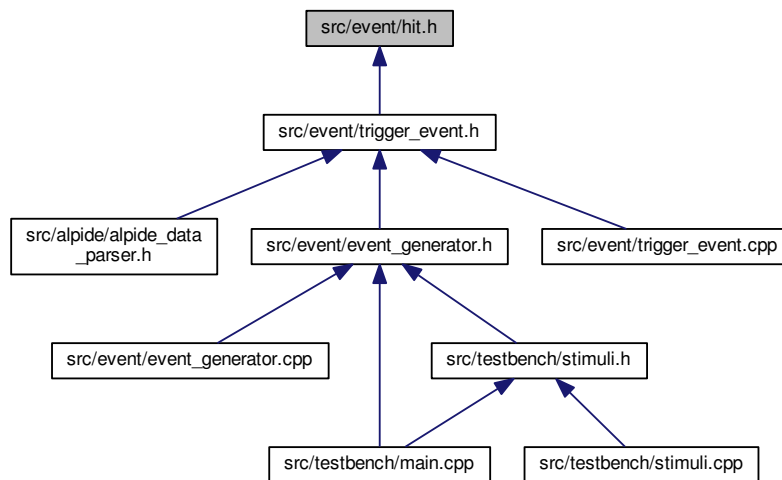 src/event/hit.h
src/event/trigger_event.h
src/alpide/alpide_data
_parser.h
src/event/event_generator.h
src/event/trigger_event.cpp
src/event/event_generator.cpp
src/testbench/stimuli.h
src/testbench/main.cpp
src/testbench/stimuli.cpp